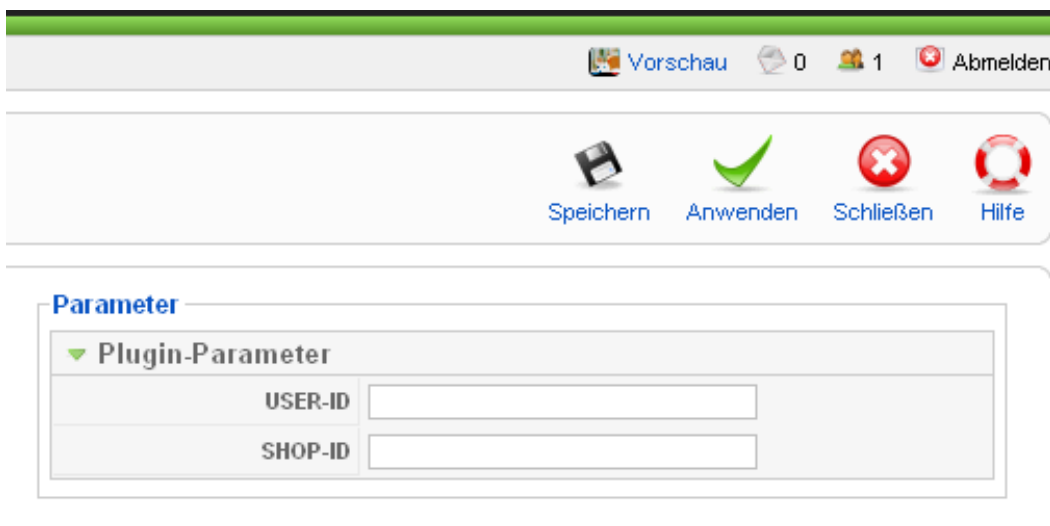 Vorschau 0 1 Abmelden
Speichern Anwenden Schließen Hilfe
Parameter
Plugin-Parameter
USER-ID
SHOP-ID